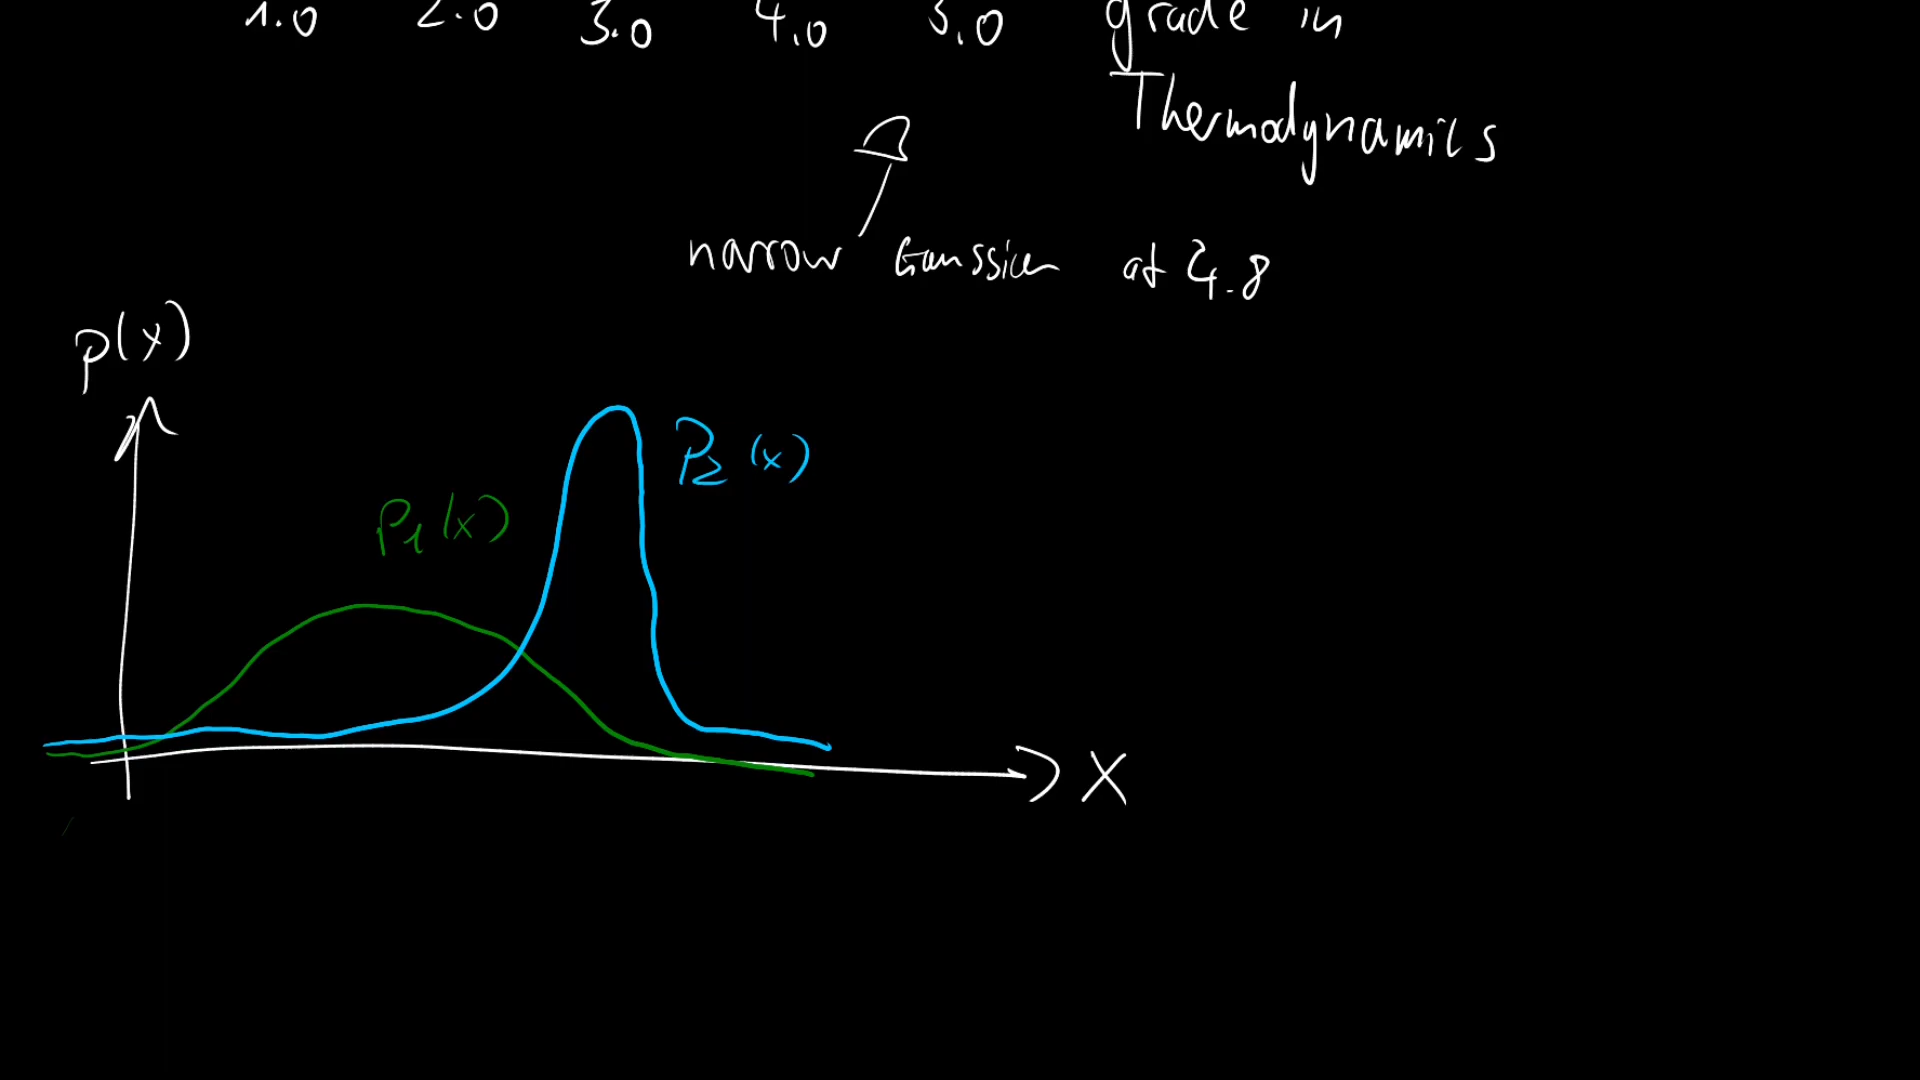 1.0 2.0 3.0 4.0 5.0 grade in
Thermodynamics
narrow Gaussian at 4.8
p(x)
P2 (x)
P1 (x)
X